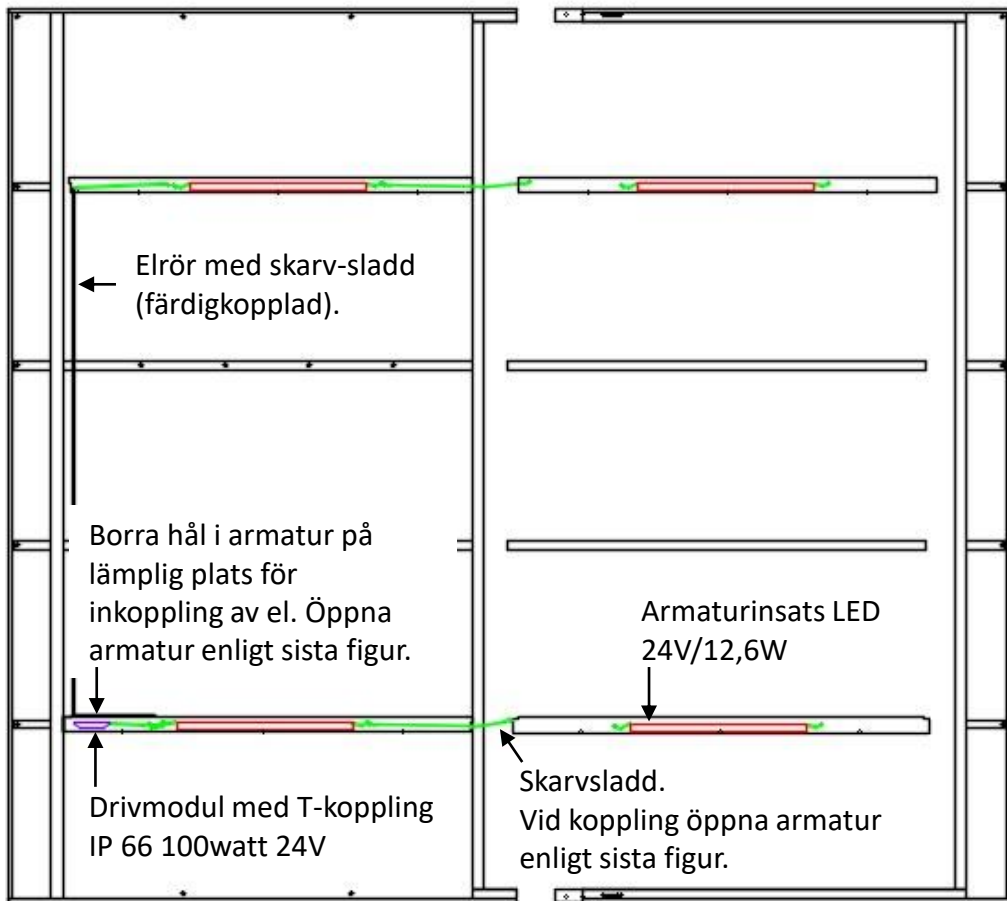 Elrör med skarv-sladd
(färdigkopplad).
Borra hål i armatur på
lämplig plats för
inkoppling av el. Öppna
armatur enligt sista figur.
Armaturinsats LED
24V/12,6W
Drivmodul med T-koppling
IP 66 100watt 24V
Skarvsladd.
Vid koppling öppna armatur
enligt sista figur.